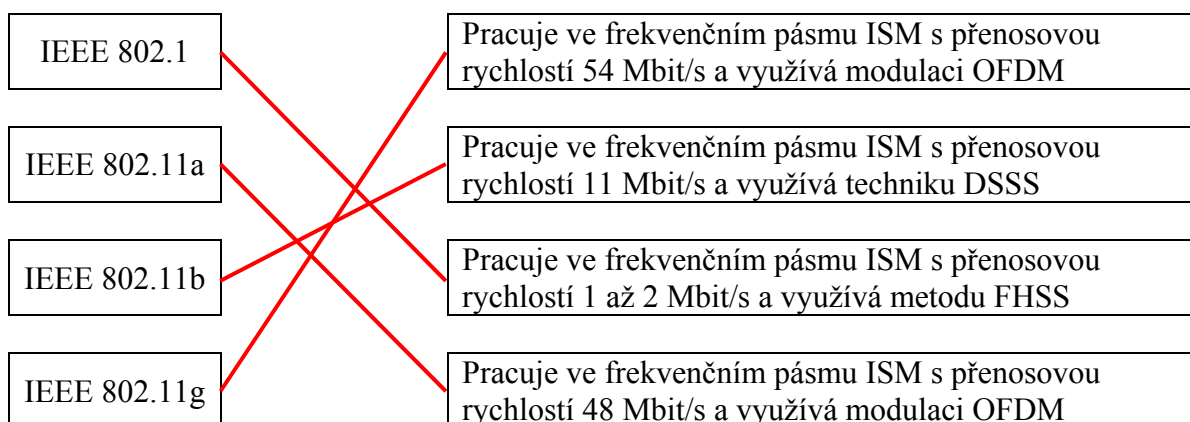 IEEE 802.1
Pracuje ve frekvenčním pásmu ISM s přenosovou
rychlostí 54 Mbit/s a využívá modulaci OFDM
IEEE 802.11a
Pracuje ve frekvenčním pásmu ISM s přenosovou
rychlostí 11 Mbit/s a využívá techniku DSSS
IEEE 802.11b
Pracuje ve frekvenčním pásmu ISM s přenosovou
rychlostí 1 až 2 Mbit/s a využívá metodu FHSS
IEEE 802.11g
Pracuje ve frekvenčním pásmu ISM s přenosovou
rychlostí 48 Mbit/s a využívá modulaci OFDM